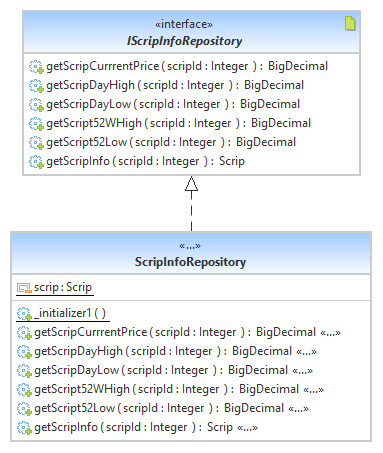 «interface»
IScripInfoRepository
getScripCurrrentPrice ( scripId : Integer ) : BigDecimal
getScripDayHigh ( scripId : Integer ) : BigDecimal
getScripDayLow ( scripId : Integer ) : BigDecimal
getScript52WHigh ( scripId : Integer ) : BigDecimal
getScript52Low ( scripId : Integer ) : BigDecimal
getScripInfo ( scripId : Integer ) : Scrip
«...»
ScripInfoRepository
scrip : Scrip
_initializer1 ( )
getScripCurrrentPrice ( scripId : Integer ) : BigDecimal «...»
getScripDayHigh ( scripId : Integer ) : BigDecimal «...»
getScripDayLow ( scripId : Integer ) : BigDecimal «...»
getScript52WHigh ( scripId : Integer ) : BigDecimal «...»
getScript52Low ( scripId : Integer ) : BigDecimal «...»
getScripInfo ( scripId : Integer ) : Scrip «...»